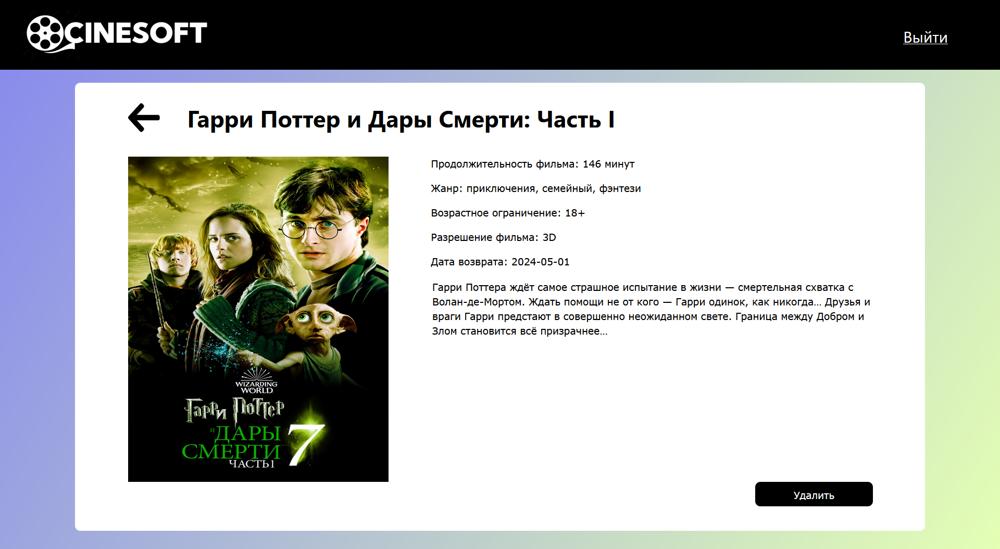 CINESOFT
Выйти
Гарри Поттер и Дары Смерти: Часть I
Продолжительность фильма: 146 минут
Жанр: приключения, семейный, фэнтези
Возрастное ограничение: 18+
Разрешение фильма: 3D
Дата возврата: 2024-05-01
Гарри Поттера ждёт самое страшное испытание в жизни — смертельная схватка с
Волан-де-Мортом. Ждать помощи не от кого — Гарри одинок, как никогда... Друзья и
враги Гарри предстают в совершенно неожиданном свете. Граница между Добром и
Злом становится всё призрачнее...
WIZARDING
WORLD
Гарри Поттер
и ДАРЫ
СМЕРТИ 7
ЧАСТЬ 1
Удалить